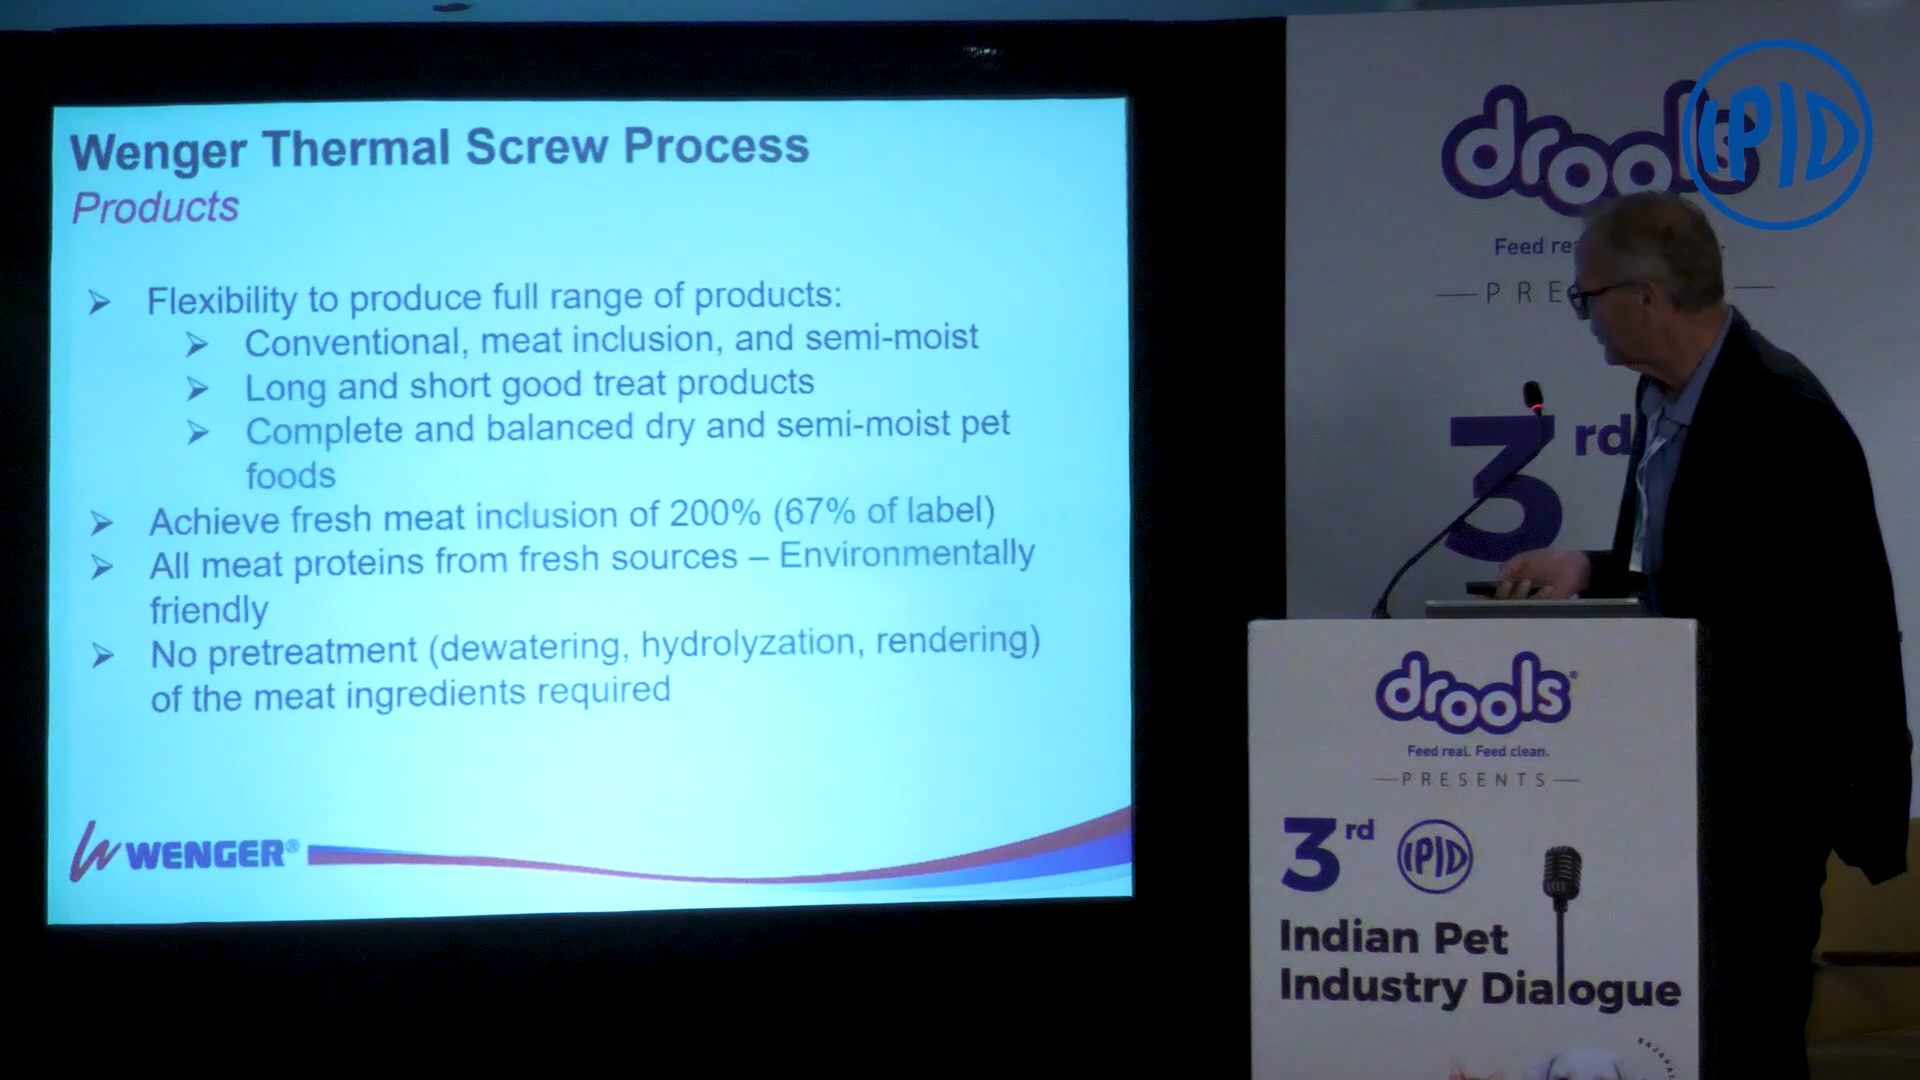 Wenger Thermal Screw Process
Products
➢ Flexibility to produce full range of products:
➢ Conventional, meat inclusion, and semi-moist
➢ Long and short good treat products
➢ Complete and balanced dry and semi-moist pet
foods
➢ Achieve fresh meat inclusion of 200% (67% of label)
➢ All meat proteins from fresh sources – Environmentally
friendly
➢ No pretreatment (dewatering, hydrolyzation, rendering)
of the meat ingredients required
WENGER®
drools
IPID
Feed re
PRE
3rd
drools®
Feed real. Feed clean.
PRESENTS
3rd IPID
Indian Pet
Industry Dialogue